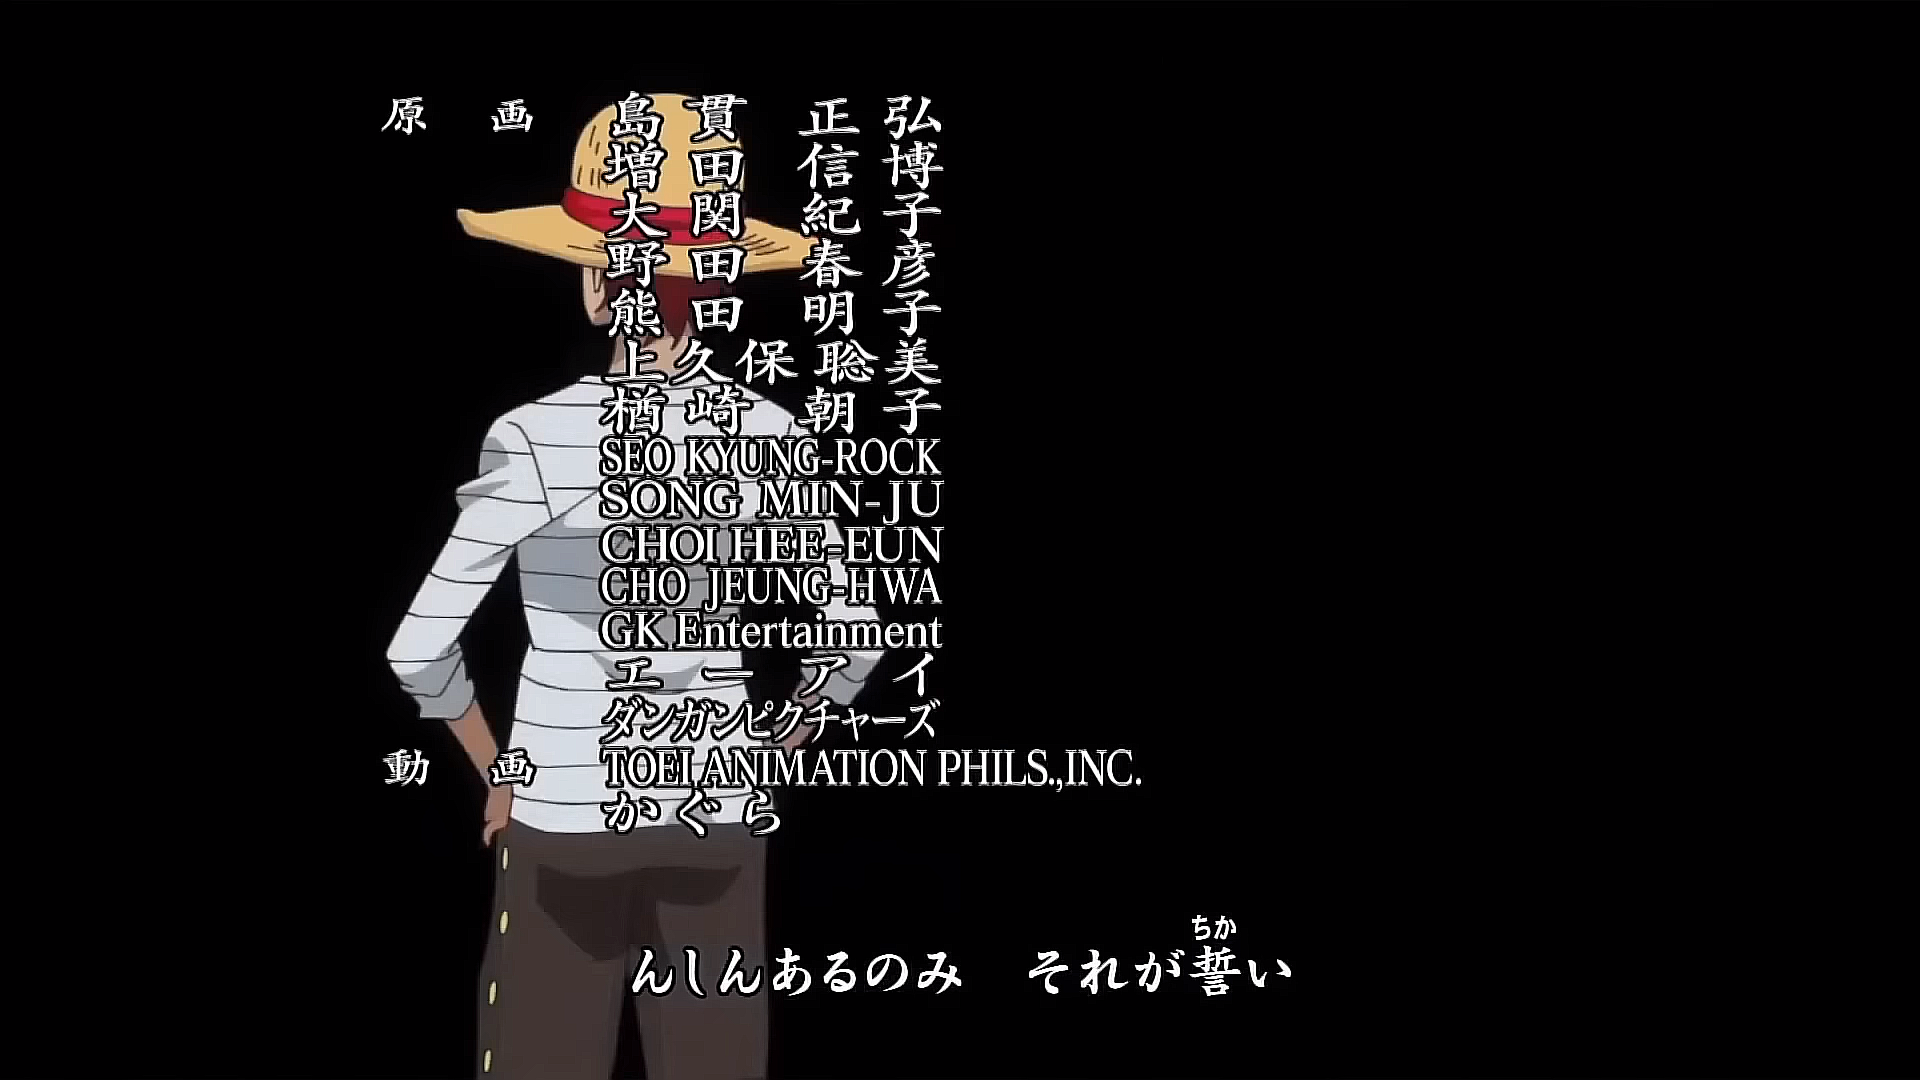 原画 島貫 正弘
増田 信博
大関 紀子
野田 春彦
熊田 明子
上久保 聡美
楢崎 朝子
SEO KYUNG-ROCK
SONG MIN-JU
CHOI HEE-EUN
CHO JEUNG-HWA
GK Entertainment
エーアイ
ダンガンピクチャーズ
動画 TOEI ANIMATION PHILS.,INC.
かぐら
ちか
んしんあるのみ それが誓い